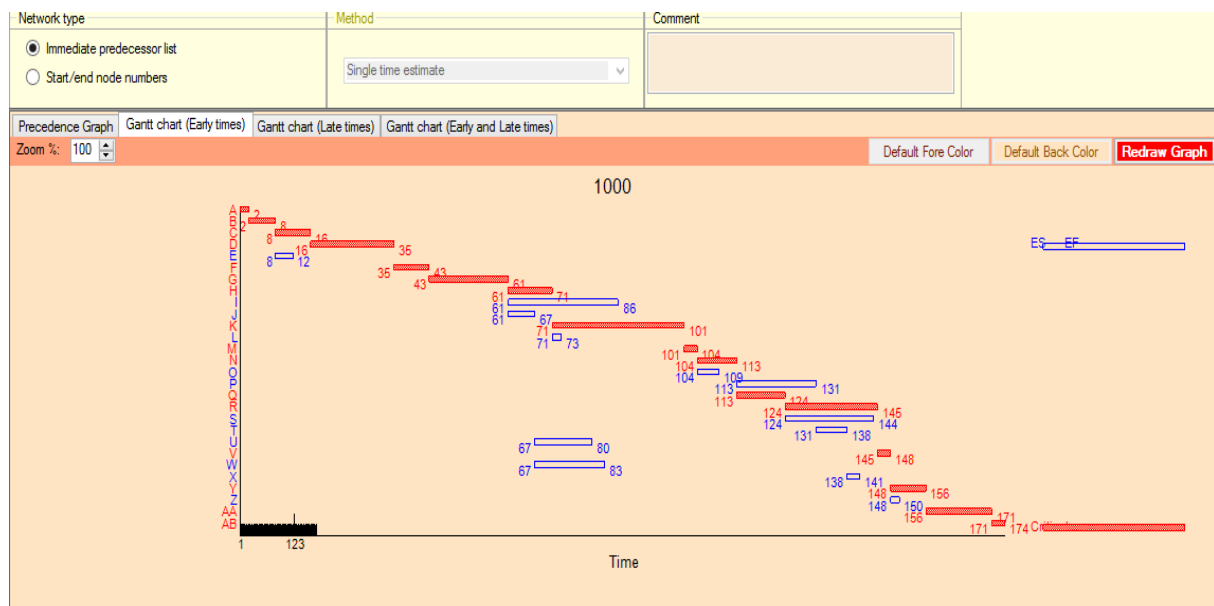 Network type Method Comment
Immediate predecessor list
Start/end node numbers
Single time estimate
Precedence Graph Gantt chart (Early times) Gantt chart (Late times) Gantt chart (Early and Late times)
Zoom %: 100 Default Fore Color Default Back Color Redraw Graph
1000
A 2
B 2 8
C 8 16
D 16 35
E 8 12
ES EF
F 35 43
G 43 61
H 61 71
I 61 86
J 61 67
K 71 101
L 71 73
M 101 104
N 104 113
O 104 109
P 113 131
Q 113 124
R 124 145
S 124 144
T 131 138
U 67 80
V 145 148
W 67 83
X 138 141
Y 148 156
Z 148 150
AA 156 171
AB 171 174
1 123
Time